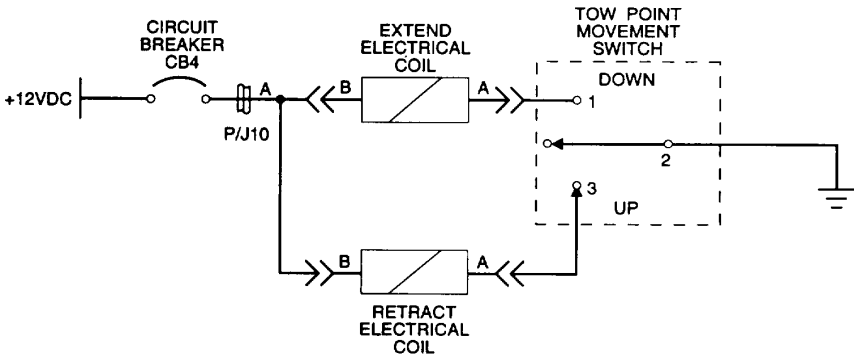 CIRCUIT
BREAKER
CB4
+12VDC
A
P/J10
EXTEND
ELECTRICAL
COIL
B
A
TOW POINT
MOVEMENT
SWITCH
DOWN
1
2
3
UP
B
A
RETRACT
ELECTRICAL
COIL